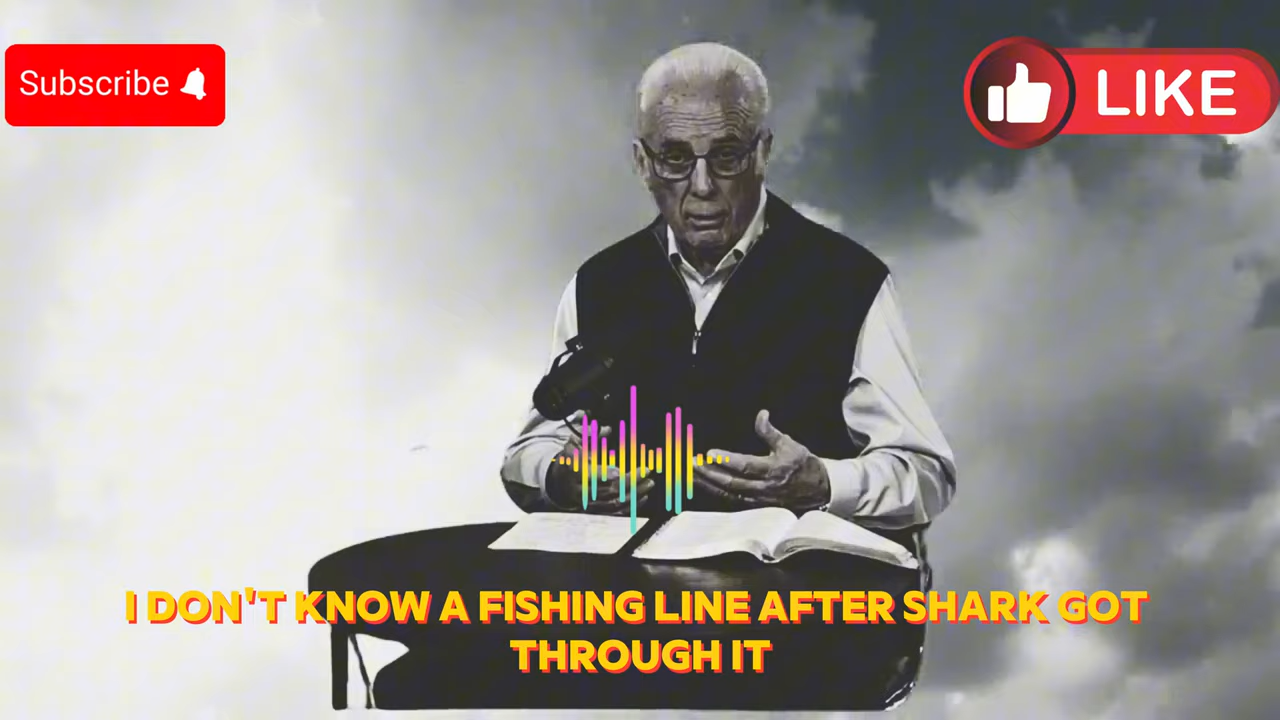 Subscribe
LIKE
I DON'T KNOW A FISHING LINE AFTER SHARK GOT
THROUGH IT